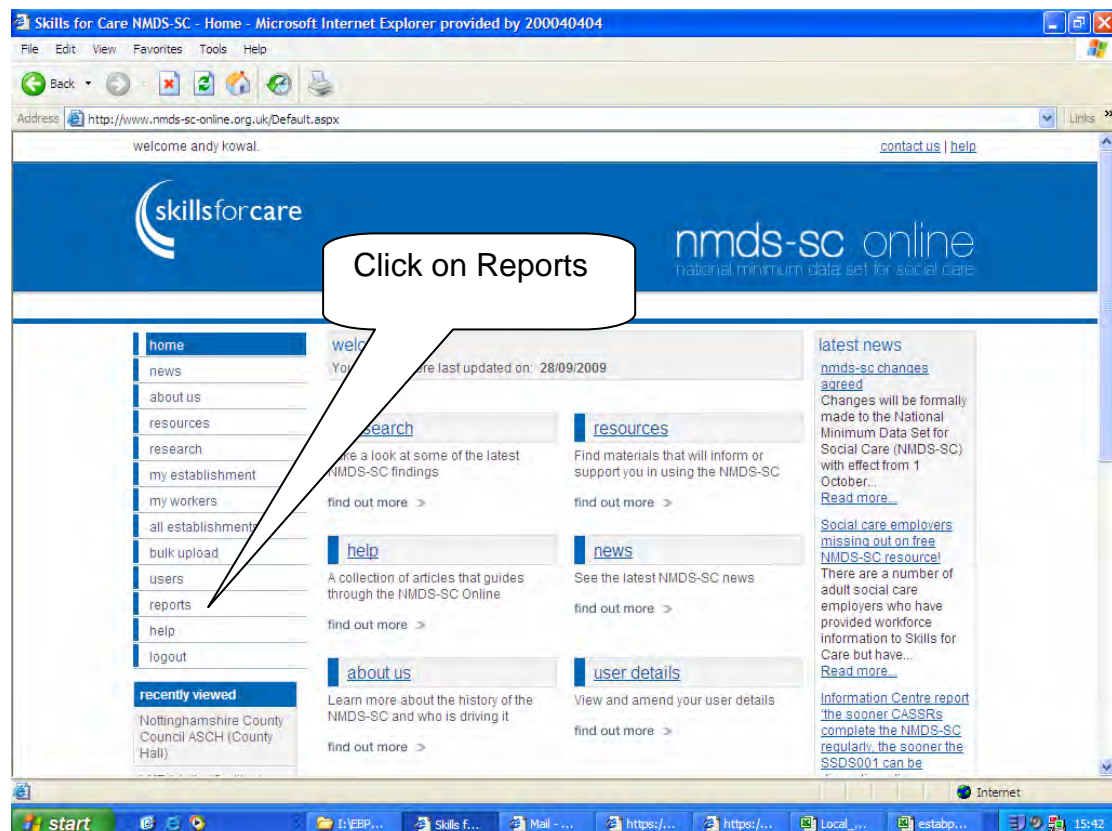 Skills for Care NMDS-SC - Home - Microsoft Internet Explorer provided by 200040404
File Edit View Favorites Tools Help
Back
Address http://www.nmds-sc-online.org.uk/Default.aspx Links
welcome andy kowal.
contact us | help
skillsforcare
nmds-sc online
national minimum data set for social care
Click on Reports
home
news
about us
resources
research
my establishment
my workers
all establishments
bulk upload
users
reports
help
logout
recently viewed
Nottinghamshire County
Council ASCH (County
Hall)
You last updated on: 28/09/2009
a look at some of the latest
NMDS-SC findings
find out more >
resources
Find materials that will inform or
support you in using the NMDS-SC
find out more >
help
A collection of articles that guides
through the NMDS-SC Online
find out more >
news
See the latest NMDS-SC news
find out more >
about us
Learn more about the history of the
NMDS-SC and who is driving it
find out more >
user details
View and amend your user details
find out more >
latest news
nmds-sc changes
agreed
Changes will be formally
made to the National
Minimum Data Set for
Social Care (NMDS-SC)
with effect from 1
October...
Read more...
Social care employers
missing out on free
NMDS-SC resource!
There are a number of
adult social care
employers who have
provided workforce
information to Skills for
Care but have...
Read more...
Information Centre report
'the sooner CASSRs
complete the NMDS-SC
regularly, the sooner the
SSDS001 can be
Internet
start I:\EBP... Skills f... Mail - ... https:/... https:/... Local_... estabp... 15:42